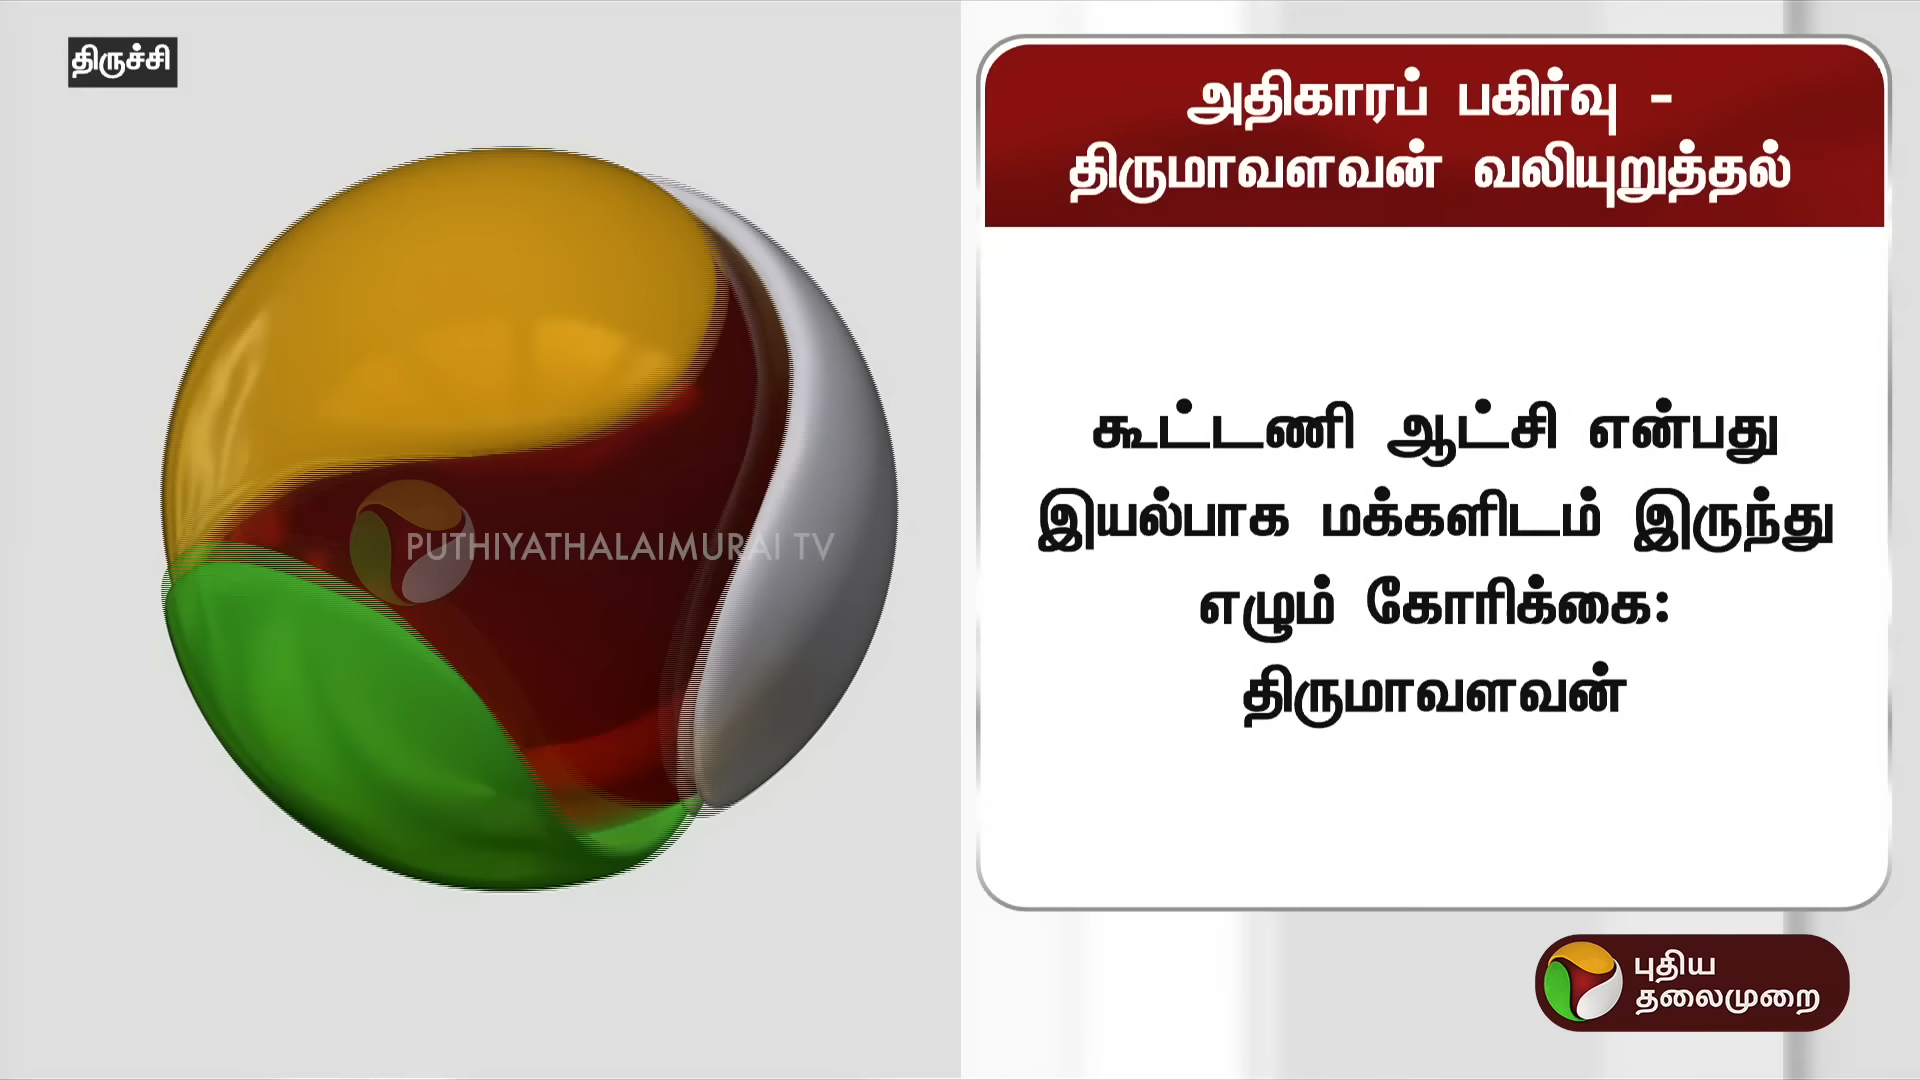 திருச்சி
அதிகாரப் பகிர்வு -
திருமாவளவன் வலியுறுத்தல்
கூட்டணி ஆட்சி என்பது
இயல்பாக மக்களிடம் இருந்து
எழும் கோரிக்கை:
திருமாவளவன்
PUTHIYATHALAIMURAI TV
புதிய
தலைமுறை